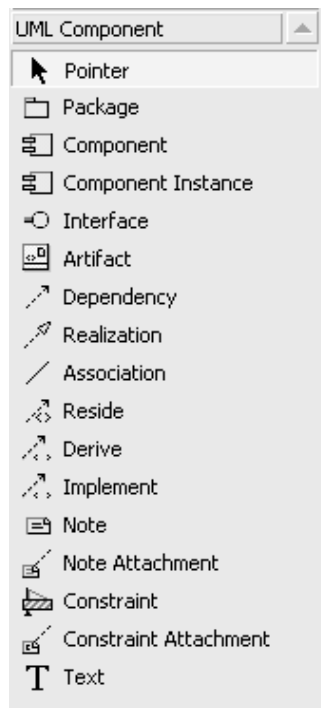 UML Component
Pointer
Package
Component
Component Instance
Interface
Artifact
Dependency
Realization
Association
Reside
Derive
Implement
Note
Note Attachment
Constraint
Constraint Attachment
T Text